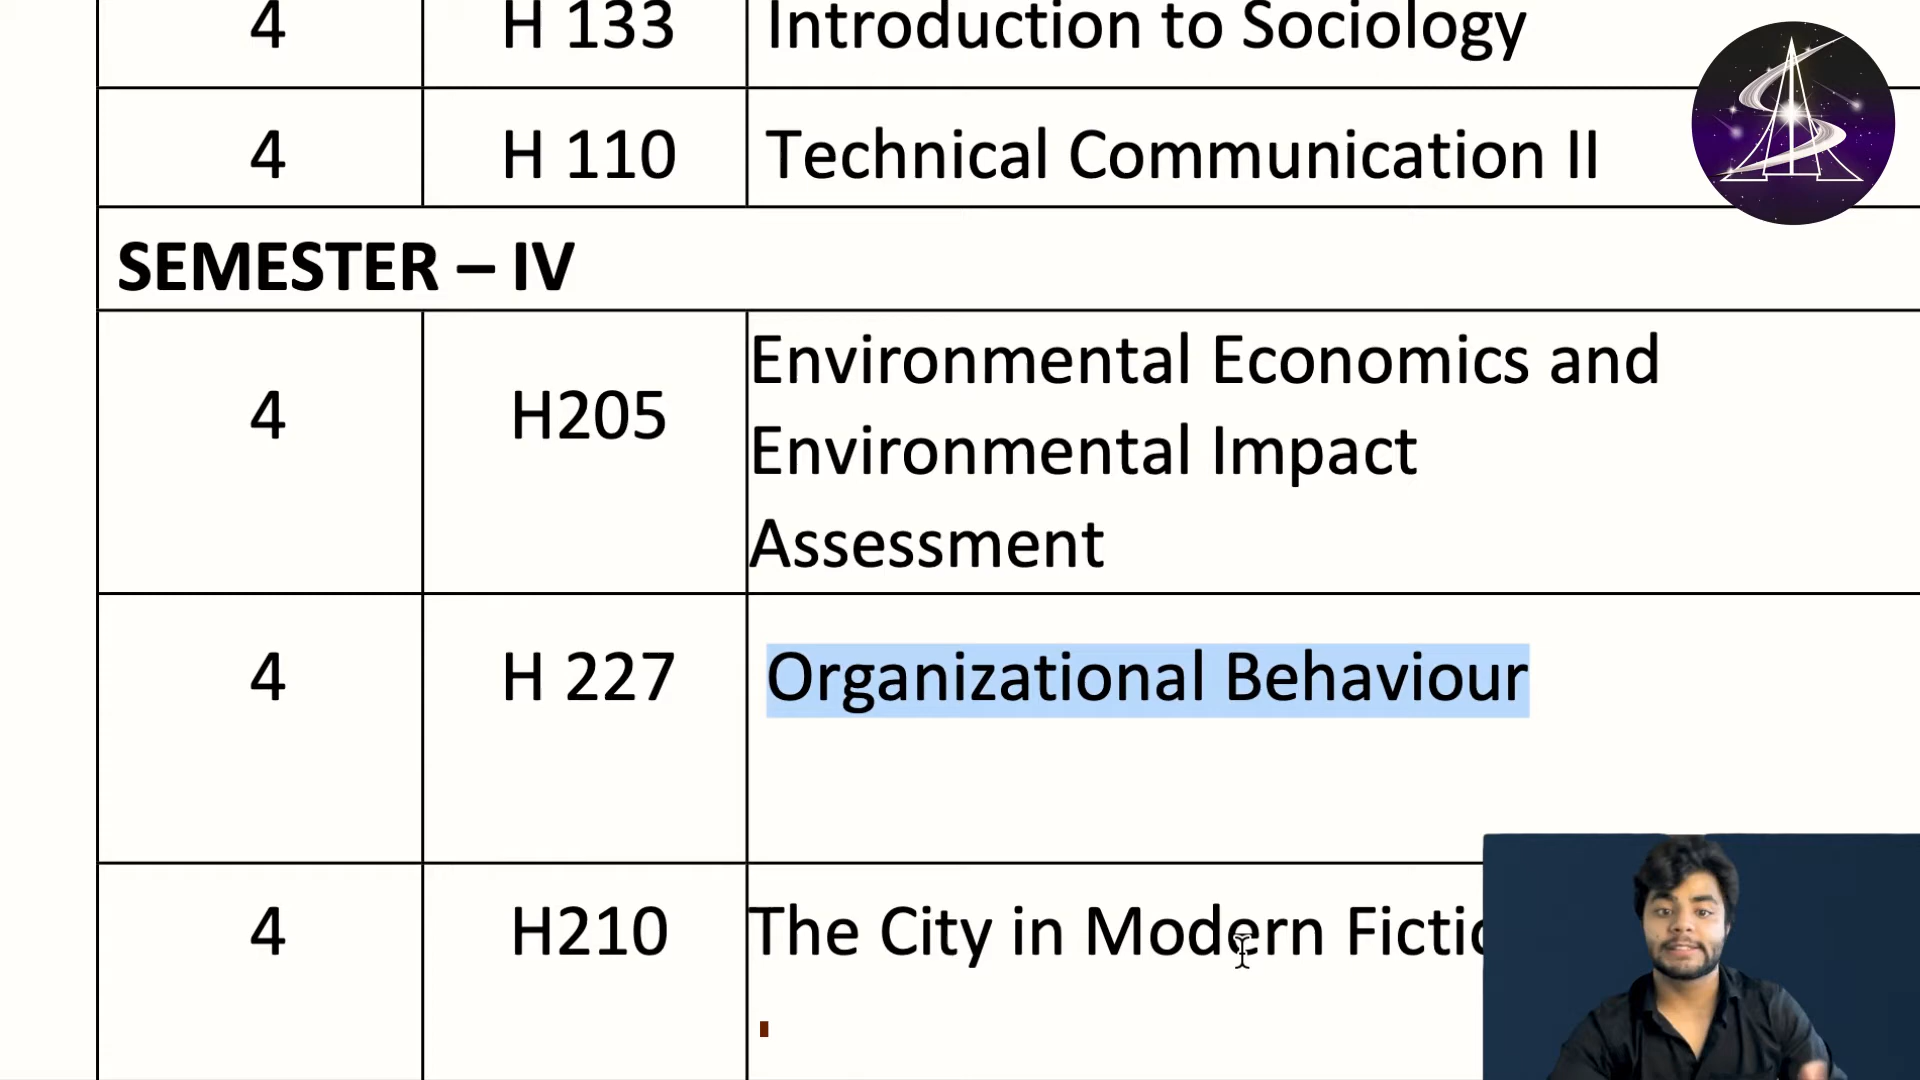 4 H 133 Introduction to Sociology
4 H 110 Technical Communication II
SEMESTER – IV
Environmental Economics and
4 H205 Environmental Impact
Assessment
4 H 227 Organizational Behaviour
4 H210 The City in Modern